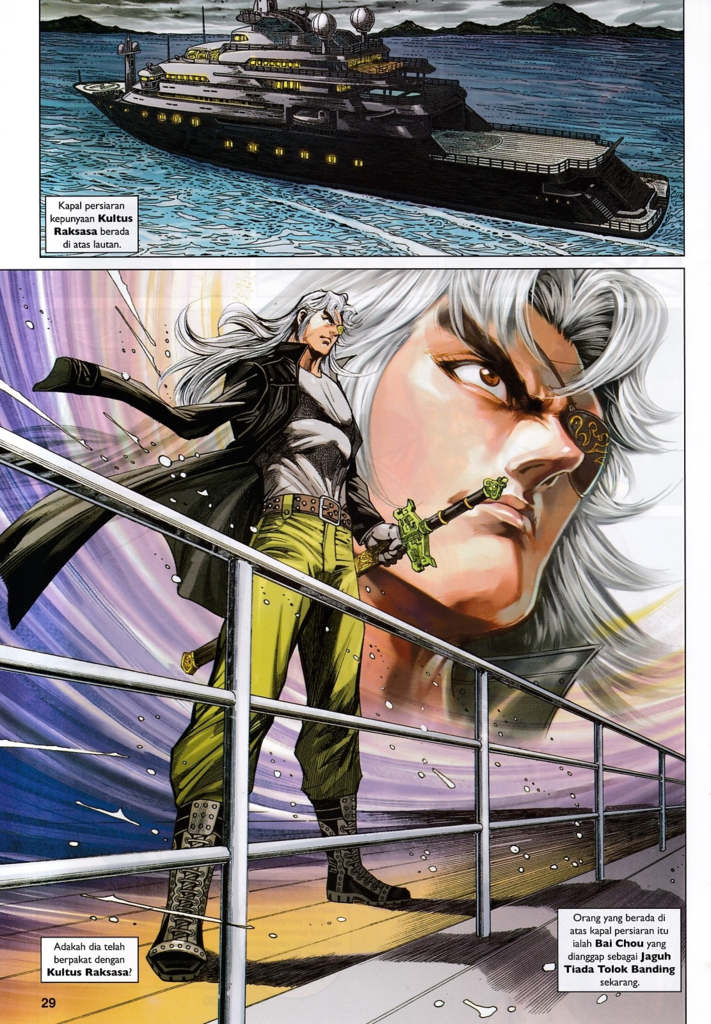 Kapal persiaran
kepunyaan Kultus
Raksasa berada
di atas lautan.
Adakah dia telah
berpakat dengan
Kultus Raksasa?
Orang yang berada di
atas kapal persiaran itu
ialah Bai Chou yang
dianggap sebagai Jaguh
Tiada Tolok Banding
sekarang.
29